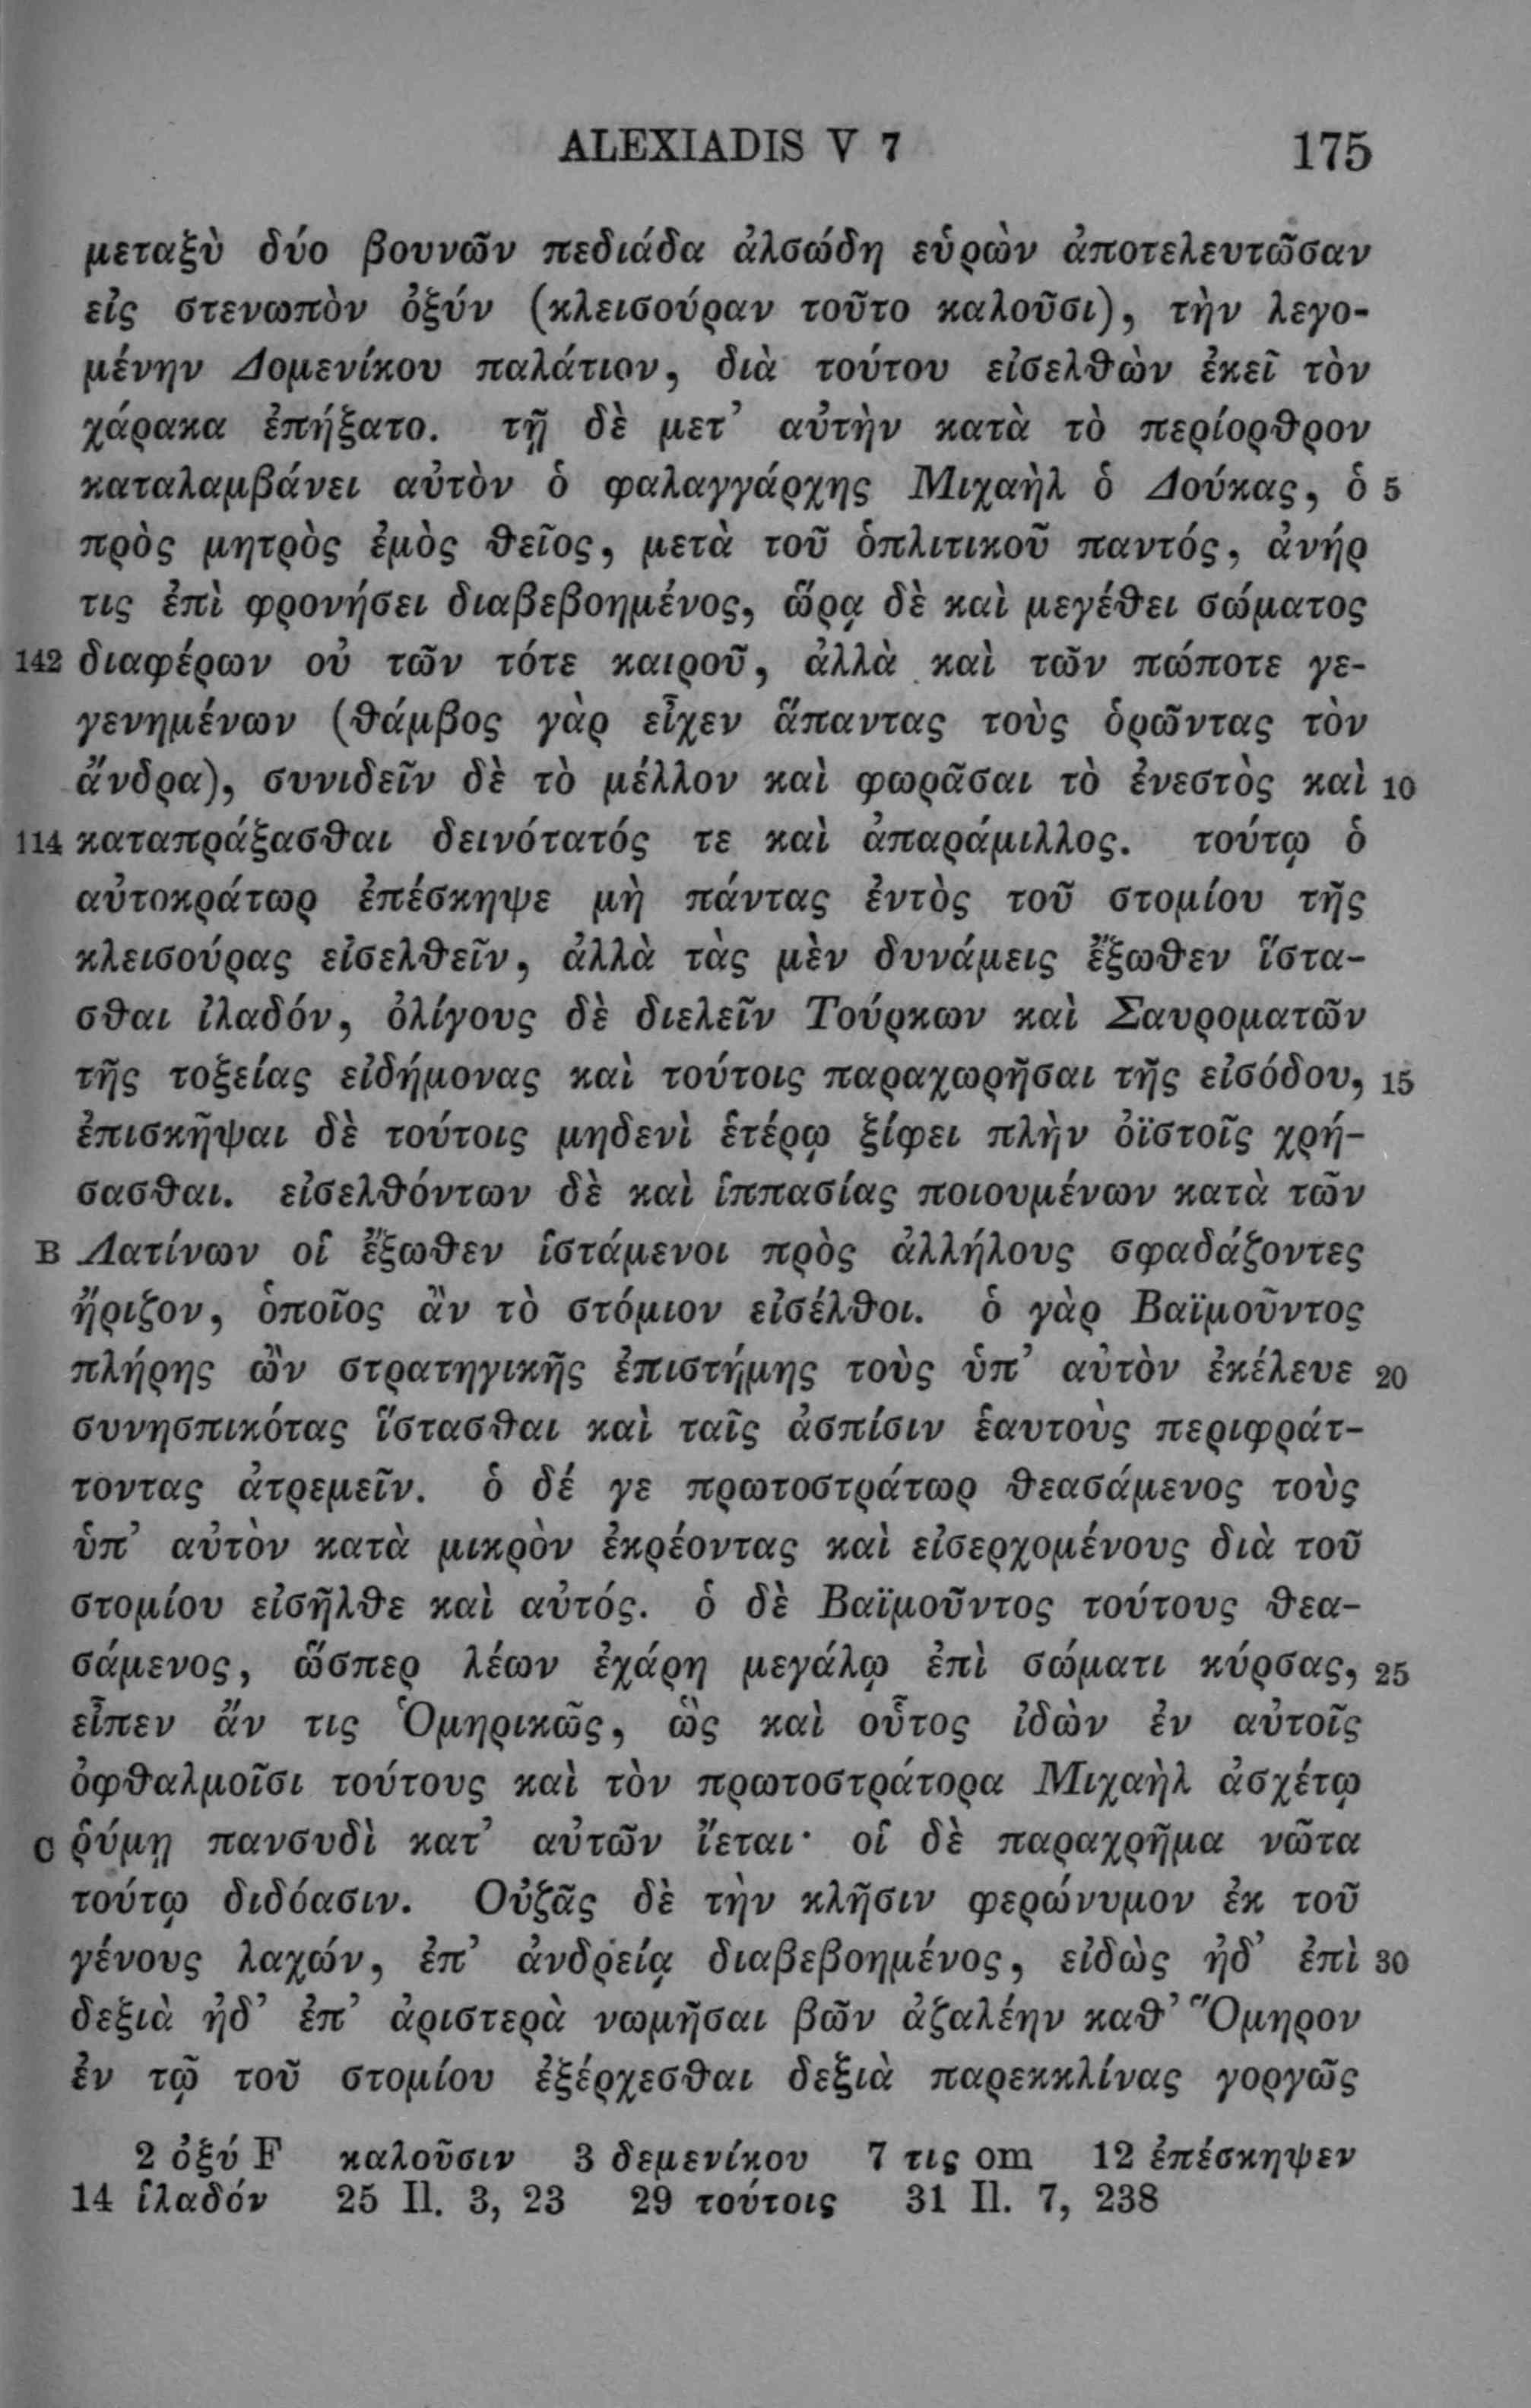 ALEXIADIS V 7 175
μεταξὺ δύο βουνῶν πεδιάδα ἀλσώδη εὑρὼν ἀποτελευτῶσαν
εἰς στενωπὸν ὀξύν (κλεισούραν τοῦτο καλοῦσι), τὴν λεγο-
μένην Δομενίκου παλάτιον, διὰ τούτου εἰσελθὼν ἐκεῖ τὸν
χάρακα ἐπήξατο. τῇ δὲ μετ’ αὐτὴν κατὰ τὸ περίορθρον
καταλαμβάνει αὐτὸν ὁ φαλαγγάρχης Μιχαὴλ ὁ Δούκας, ὁ 5
πρὸς μητρὸς ἐμὸς θεῖος, μετὰ τοῦ ὁπλιτικοῦ παντός, ἀνήρ
τις ἐπὶ φρονήσει διαβεβοημένος, ὥρᾳ δὲ καὶ μεγέθει σώματος
142 διαφέρων οὐ τῶν τότε καιροῦ, ἀλλὰ καὶ τῶν πώποτε γε-
γενημένων (θάμβος γὰρ εἶχεν ἅπαντας τοὺς ὁρῶντας τὸν
ἄνδρα), συνιδεῖν δὲ τὸ μέλλον καὶ φωρᾶσαι τὸ ἐνεστὸς καὶ 10
114 καταπράξασθαι δεινότατός τε καὶ ἀπαράμιλλος. τούτῳ ὁ
αὐτοκράτωρ ἐπέσκηψε μὴ πάντας ἐντὸς τοῦ στομίου τῆς
κλεισούρας εἰσελθεῖν, ἀλλὰ τὰς μὲν δυνάμεις ἔξωθεν ἵστα-
σθαι ἰλαδόν, ὀλίγους δὲ διελεῖν Τούρκων καὶ Σαυροματῶν
τῆς τοξείας εἰδήμονας καὶ τούτοις παραχωρῆσαι τῆς εἰσόδου, 15
ἐπισκῆψαι δὲ τούτοις μηδενὶ ἑτέρῳ ξίφει πλὴν ὀϊστοῖς χρή-
σασθαι. εἰσελθόντων δὲ καὶ ἱππασίας ποιουμένων κατὰ τῶν
B Λατίνων οἱ ἔξωθεν ἱστάμενοι πρὸς ἀλλήλους σφαδάζοντες
ἤριζον, ὁποῖος ἂν τὸ στόμιον εἰσέλθοι. ὁ γὰρ Βαϊμοῦντος
πλήρης ὢν στρατηγικῆς ἐπιστήμης τοὺς ὑπ’ αὐτὸν ἐκέλευε 20
συνησπικότας ἵστασθαι καὶ ταῖς ἀσπίσιν ἑαυτοὺς περιφράτ-
τοντας ἀτρεμεῖν. ὁ δέ γε πρωτοστράτωρ θεασάμενος τοὺς
ὑπ’ αὐτὸν κατὰ μικρὸν ἐκρέοντας καὶ εἰσερχομένους διὰ τοῦ
στομίου εἰσῆλθε καὶ αὐτός. ὁ δὲ Βαϊμοῦντος τούτους θεα-
σάμενος, ὥσπερ λέων ἐχάρη μεγάλῳ ἐπὶ σώματι κύρσας, 25
εἶπεν ἄν τις Ὁμηρικῶς, ὣς καὶ οὗτος ἰδὼν ἐν αὐτοῖς
ὀφθαλμοῖσι τούτους καὶ τὸν πρωτοστράτορα Μιχαὴλ ἀσχέτῳ
C ῥύμῃ πανσυδὶ κατ’ αὐτῶν ἵεται· οἱ δὲ παραχρῆμα νῶτα
τούτῳ διδόασιν. Οὐζᾶς δὲ τὴν κλῆσιν φερώνυμον ἐκ τοῦ
γένους λαχών, ἐπ’ ἀνδρείᾳ διαβεβοημένος, εἰδὼς ἠδ’ ἐπὶ 30
δεξιὰ ἠδ’ ἐπ’ ἀριστερὰ νωμῆσαι βῶν ἀζαλέην καθ’ Ὅμηρον
ἐν τῷ τοῦ στομίου ἐξέρχεσθαι δεξιὰ παρεκκλίνας γοργῶς
2 ὀξύ F καλοῦσιν 3 δεμενίκου 7 τις om 12 ἐπέσκηψεν
14 ἱλαδόν 25 Il. 3, 23 29 τούτοις 31 Il. 7, 238